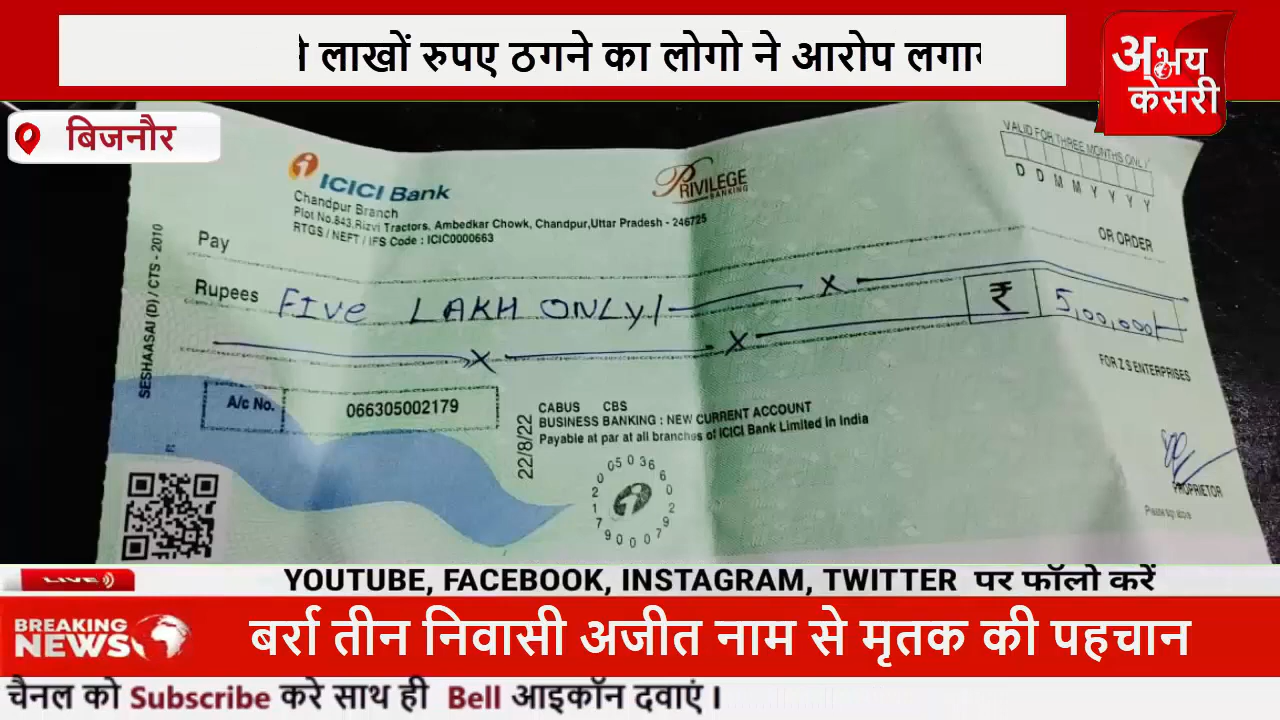 लाखों रुपए ठगने का लोगो ने आरोप
अभय
केसरी
बिजनौर
VALID FOR THREE MONTHS ONLY
D D M M Y Y Y Y
ICICI Bank
PRIVILEGE
BANKING
Chandpur Branch
Plot No.843,Rizvi Tractors, Ambedkar Chowk, Chandpur,Uttar Pradesh - 246725
RTGS / NEFT / IFS Code : ICIC0000663
Pay
OR ORDER
Rupees FIVE LAKH ONLY/ x
₹ 5,00,000/-
x x
FOR Z S ENTERPRISES
A/c No. 066305002179
CABUS CBS
BUSINESS BANKING : NEW CURRENT ACCOUNT
Payable at par at all branches of ICICI Bank Limited in India
22/8/22
SESHAASAI (D) / CTS - 2010
PROPRIETOR
Please sign above
LIVE
YOUTUBE, FACEBOOK, INSTAGRAM, TWITTER पर फॉलो करें
BREAKING
NEWS
बर्रा तीन निवासी अजीत नाम से मृतक की पहचान
चैनल को Subscribe करे साथ ही Bell आइकॉन दवाएं ।